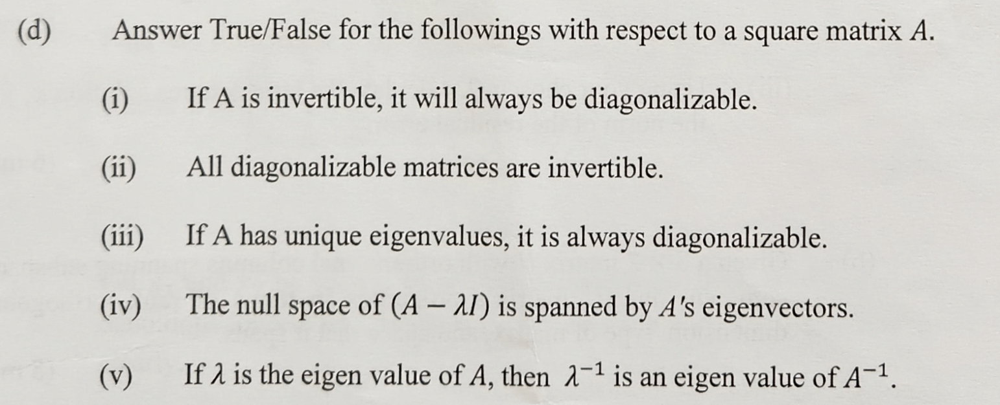 (d) Answer True/False for the followings with respect to a square matrix A.
(i) If A is invertible, it will always be diagonalizable.
(ii) All diagonalizable matrices are invertible.
(iii) If A has unique eigenvalues, it is always diagonalizable.
(iv) The null space of (A − λI) is spanned by A's eigenvectors.
(v) If λ is the eigen value of A, then λ⁻¹ is an eigen value of A⁻¹.